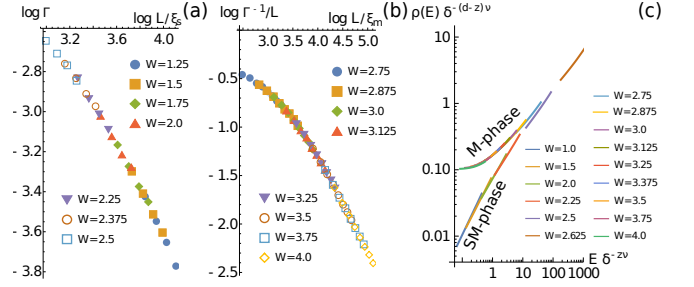 log Γ
log L/ξs
(a)
3.0
3.3
3.6
3.9
4.1
- 2.8
- 3.0
- 3.2
- 3.4
- 3.6
- 3.8
W=1.25
W=1.5
W=1.75
W=2.0
W=2.25
W=2.375
W=2.5
log Γ⁻¹/L
log L/ξm
(b)
3.0
3.5
4.0
4.5
5.0
-0.5
-1.0
-1.5
-2.0
-2.5
W=2.75
W=2.875
W=3.0
W=3.125
W=3.25
W=3.5
W=3.75
W=4.0
ρ(E) δ⁻(d- z)ν
(c)
10
1
0.10
0.01
M-phase
SM-phase
W=1.0
W=1.5
W=2.0
W=2.25
W=2.5
W=2.625
W=2.75
W=2.875
W=3.0
W=3.125
W=3.25
W=3.375
W=3.5
W=3.75
W=4.0
1
10
100
1000
E δ⁻zν